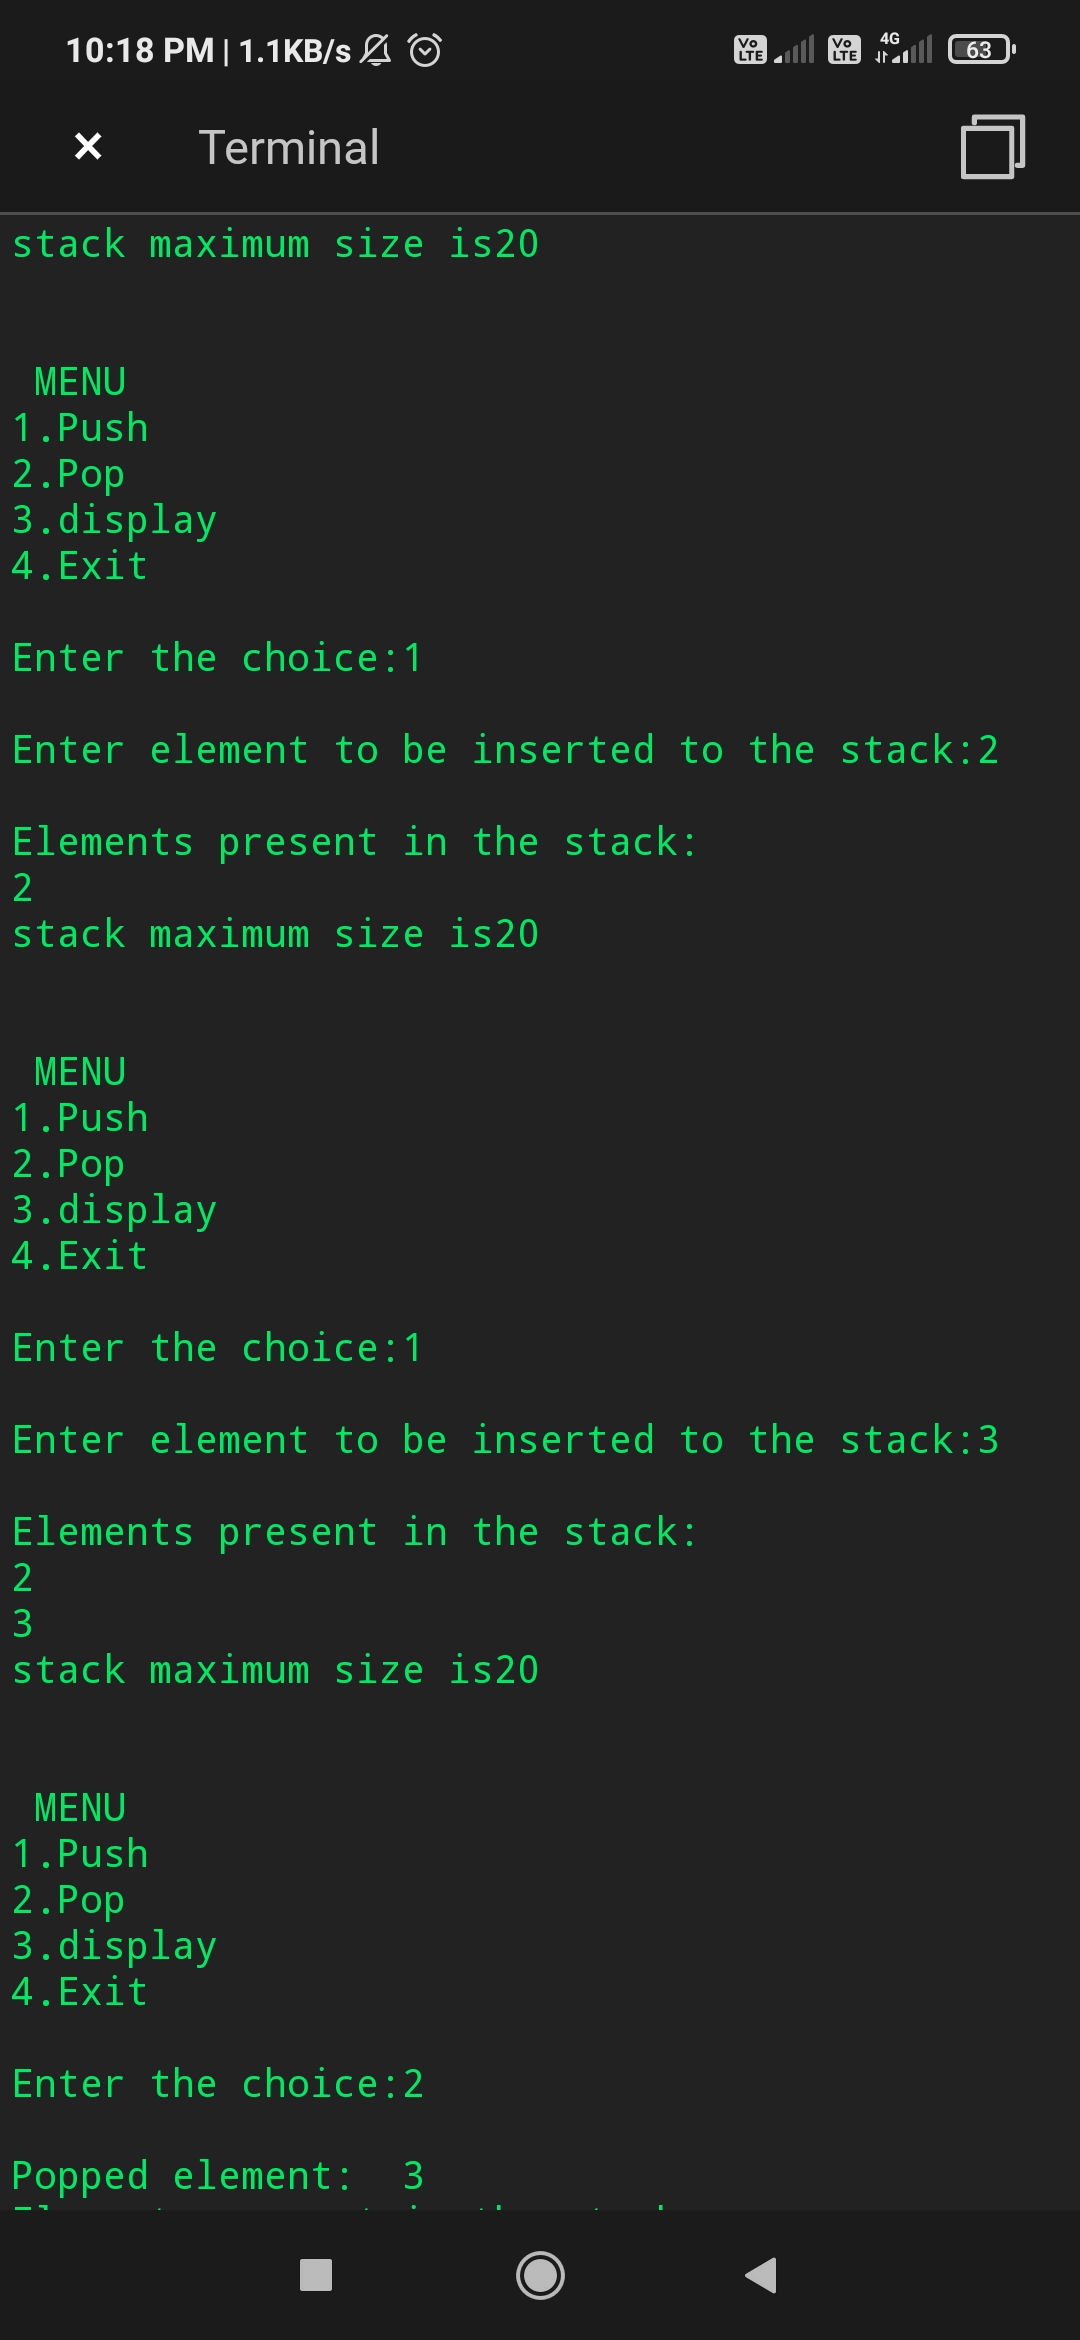 10:18 PM | 1.1KB/s
Vo LTE Vo LTE 4G 63
Terminal
stack maximum size is20
MENU
1.Push
2.Pop
3.display
4.Exit
Enter the choice:1
Enter element to be inserted to the stack:2
Elements present in the stack:
2
stack maximum size is20
MENU
1.Push
2.Pop
3.display
4.Exit
Enter the choice:1
Enter element to be inserted to the stack:3
Elements present in the stack:
2
3
stack maximum size is20
MENU
1.Push
2.Pop
3.display
4.Exit
Enter the choice:2
Popped element:  3